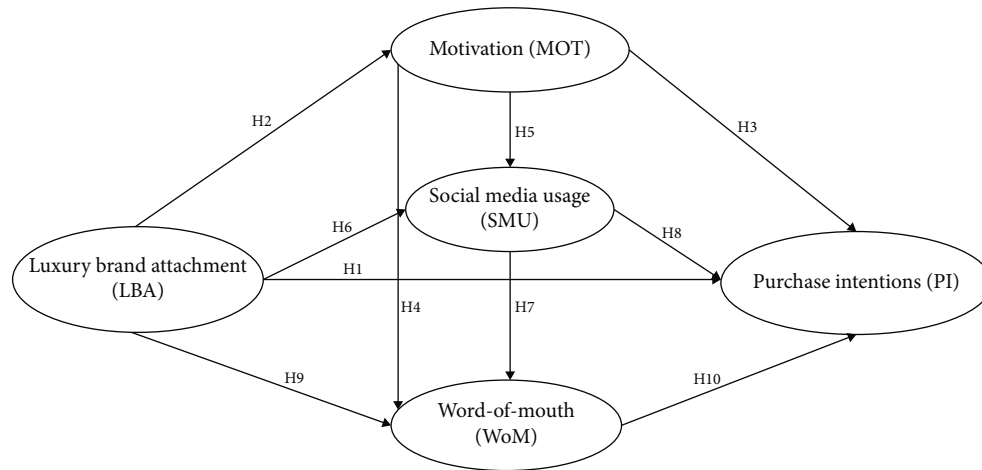 Motivation (MOT)
H2
H5
H3
Social media usage
(SMU)
H6
H8
Luxury brand attachment
(LBA)
H1
Purchase intentions (PI)
H4
H7
H9
H10
Word-of-mouth
(WoM)